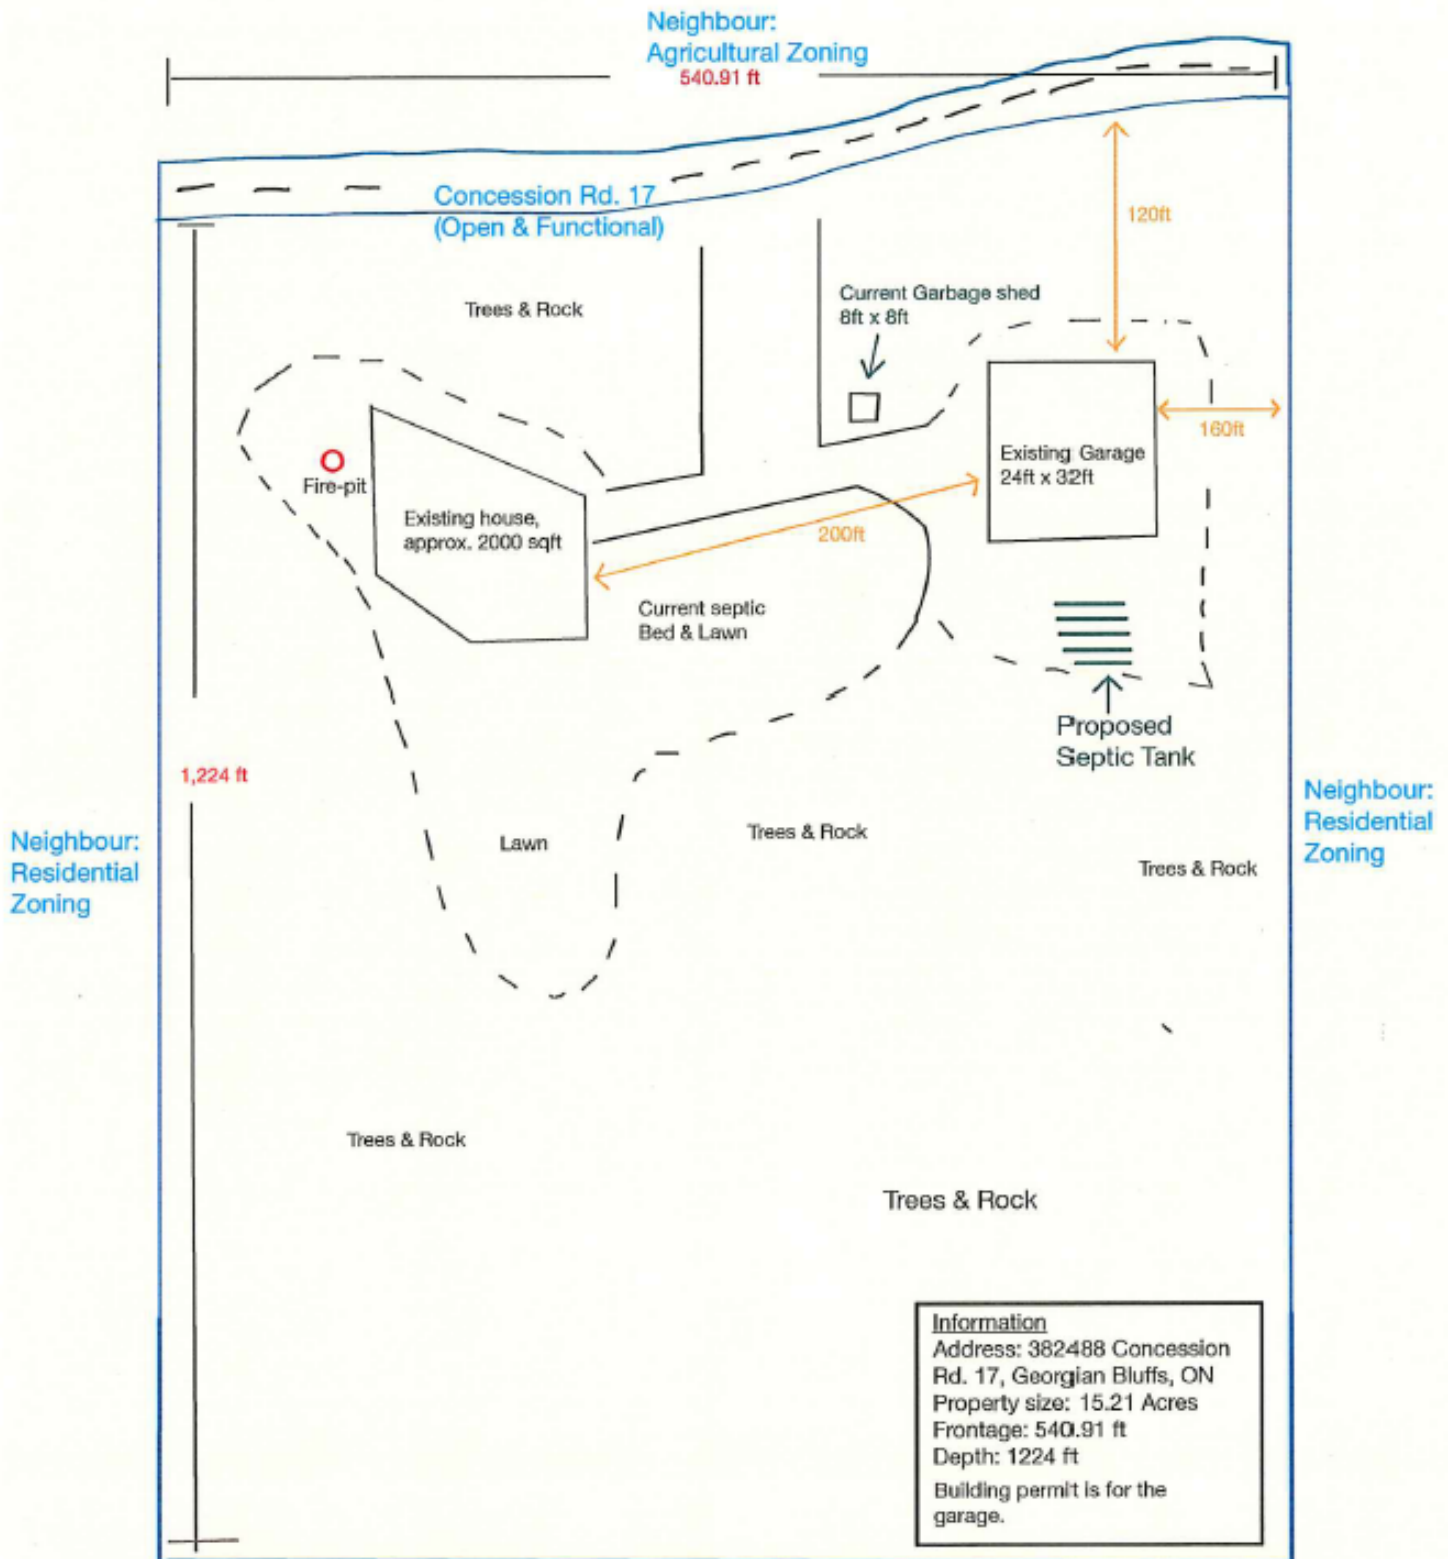 Neighbour:
Agricultural Zoning
540.91 ft
Concession Rd. 17
(Open & Functional)
120ft
Current Garbage shed
8ft x 8ft
Trees & Rock
160ft
Existing Garage
24ft x 32ft
Fire-pit
Existing house,
approx. 2000 sqft
200ft
Current septic
Bed & Lawn
Proposed
Septic Tank
1,224 ft
Neighbour:
Residential
Zoning
Neighbour:
Residential
Zoning
Lawn
Trees & Rock
Trees & Rock
Trees & Rock
Trees & Rock
Information
Address: 382488 Concession
Rd. 17, Georgian Bluffs, ON
Property size: 15.21 Acres
Frontage: 540.91 ft
Depth: 1224 ft
Building permit is for the
garage.